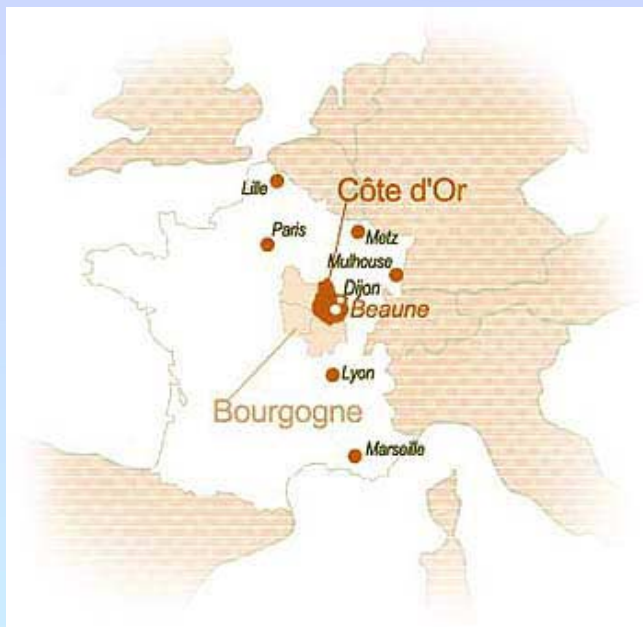 Lille
Côte d'Or
Paris
Metz
Mulhouse
Dijon
Beaune
Lyon
Bourgogne
Marseille